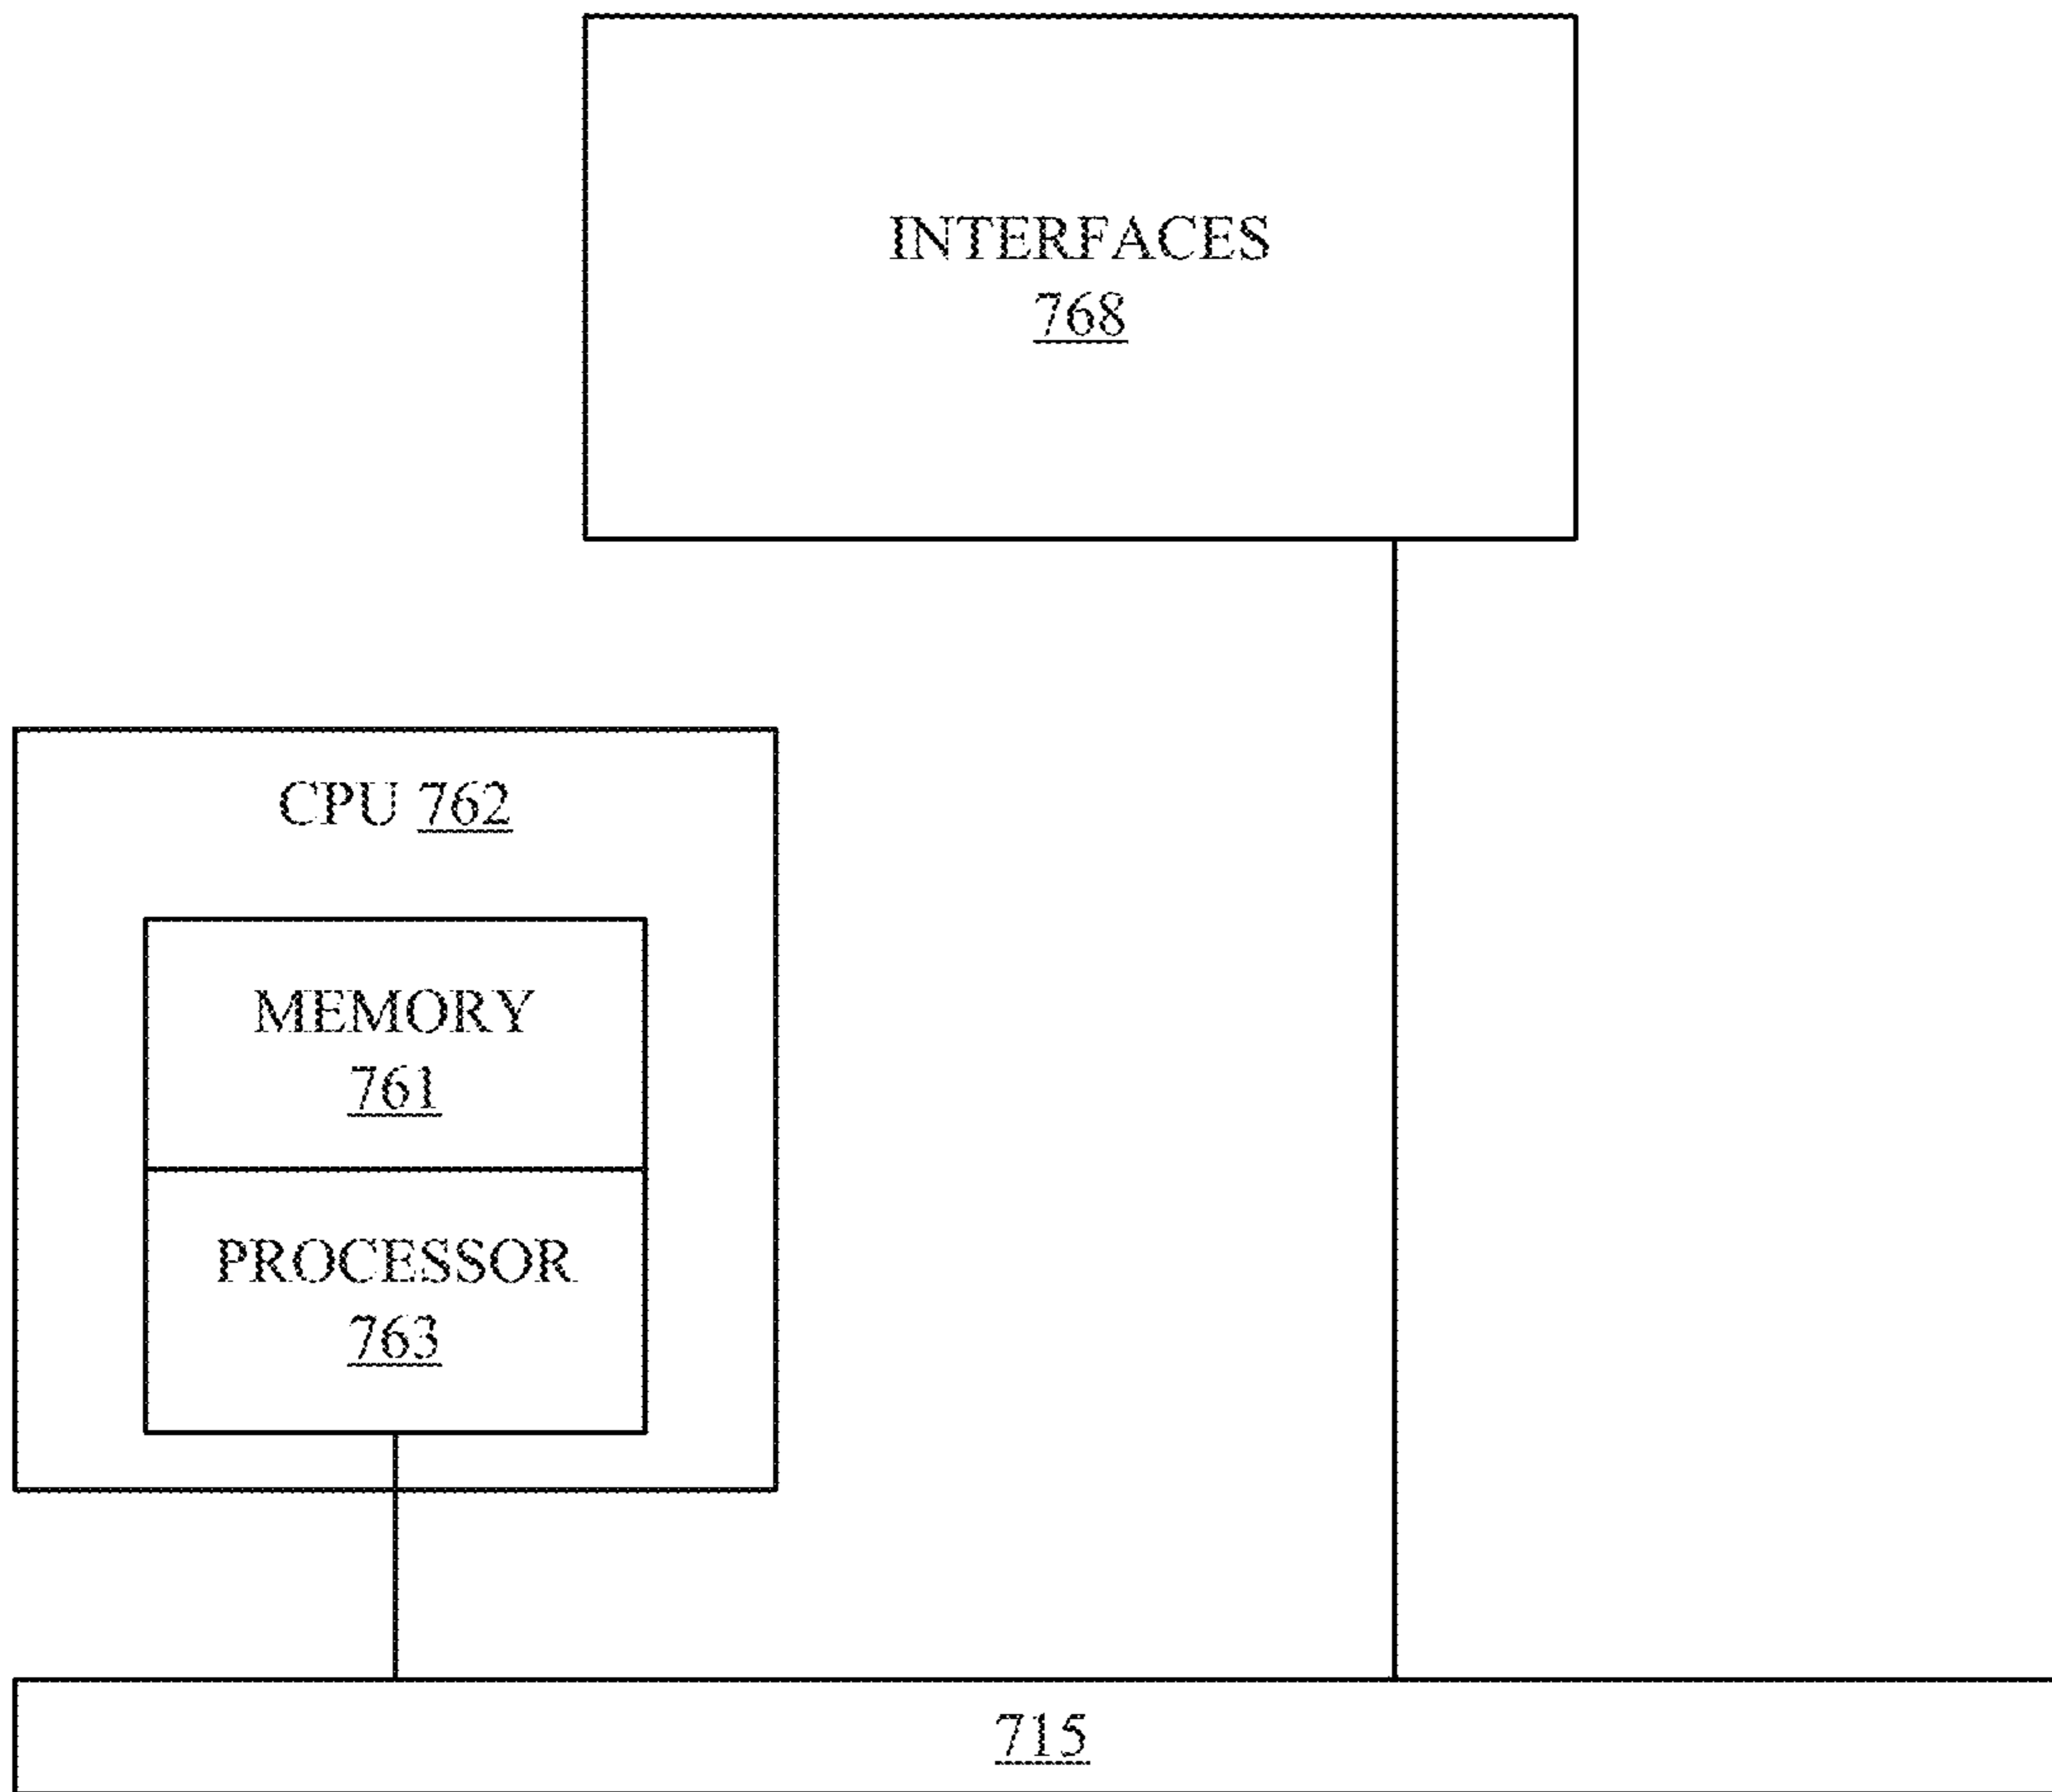 INTERFACES
768
CPU 762
MEMORY
761
PROCESSOR
763
715